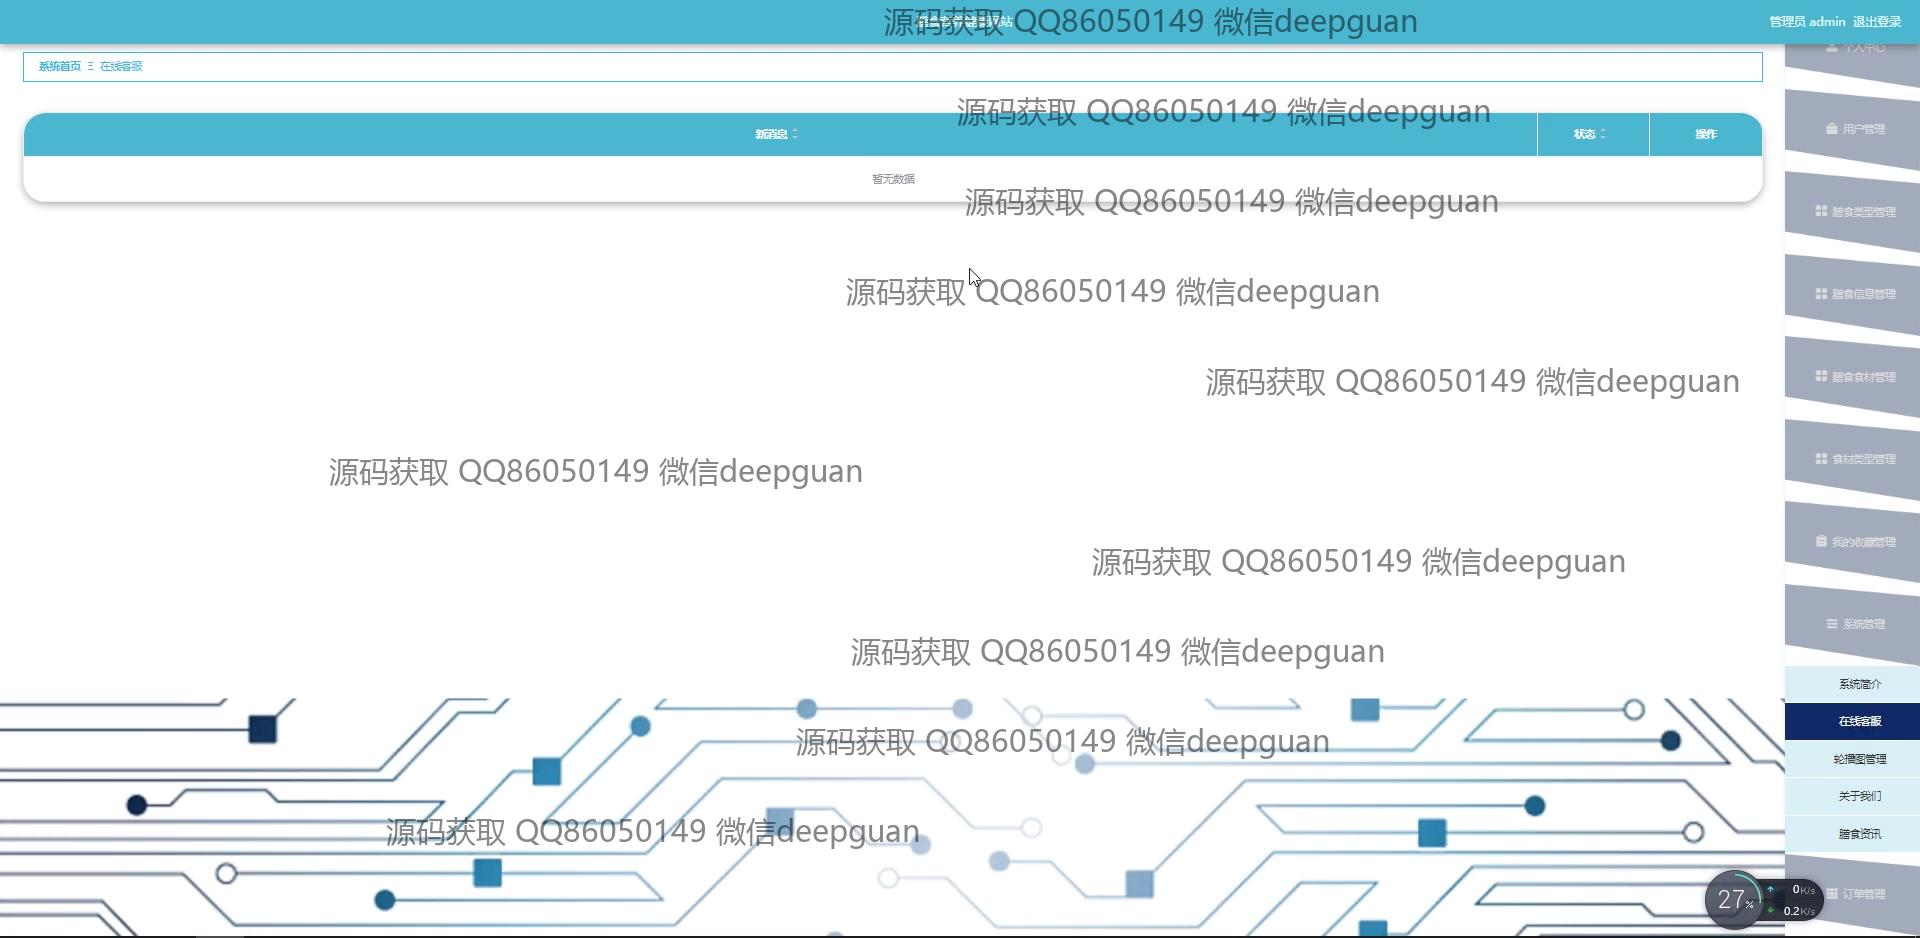 源码获取 QQ86050149 微信deepguan
管理员 admin 退出登录
个人中心
系统首页 Ξ 在线客服
源码获取 QQ86050149 微信deepguan
新消息 状态 操作
用户管理
暂无数据
源码获取 QQ86050149 微信deepguan
膳食类型管理
源码获取 QQ86050149 微信deepguan
膳食信息管理
源码获取 QQ86050149 微信deepguan
膳食食材管理
源码获取 QQ86050149 微信deepguan
食材类型管理
源码获取 QQ86050149 微信deepguan
我的收藏管理
源码获取 QQ86050149 微信deepguan
系统管理
系统简介
在线客服
源码获取 QQ86050149 微信deepguan
轮播图管理
关于我们
源码获取 QQ86050149 微信deepguan
膳食资讯
订单管理
27%
0K/s
0.2K/s